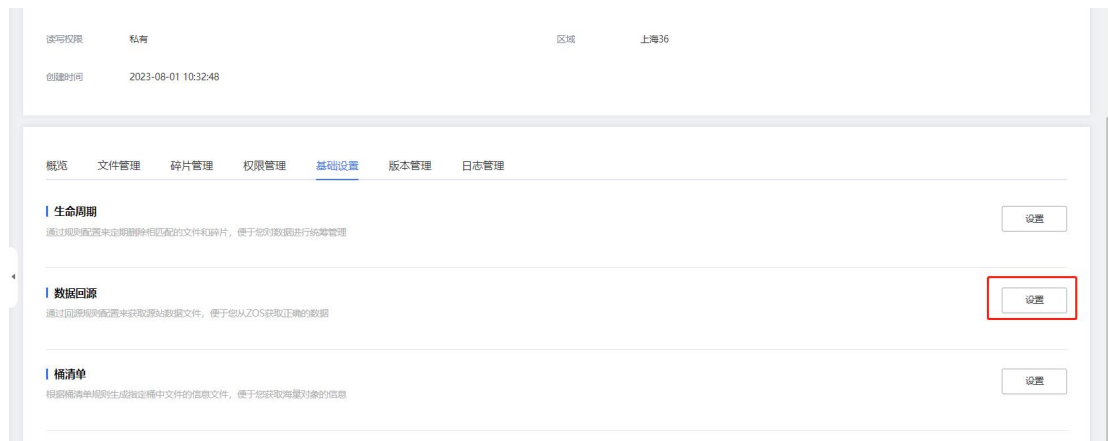 读写权限 私有 区域 上海36
创建时间 2023-08-01 10:32:48
概览 文件管理 碎片管理 权限管理 基础设置 版本管理 日志管理
生命周期
设置
通过规则配置来定期删除相匹配的文件和碎片，便于您对数据进行统筹管理
数据回源
设置
通过回源规则配置来获取源站数据文件，便于您从ZOS获取正确的数据
桶清单
设置
根据桶清单规则生成指定桶中文件的信息文件，便于您获取海量对象的信息